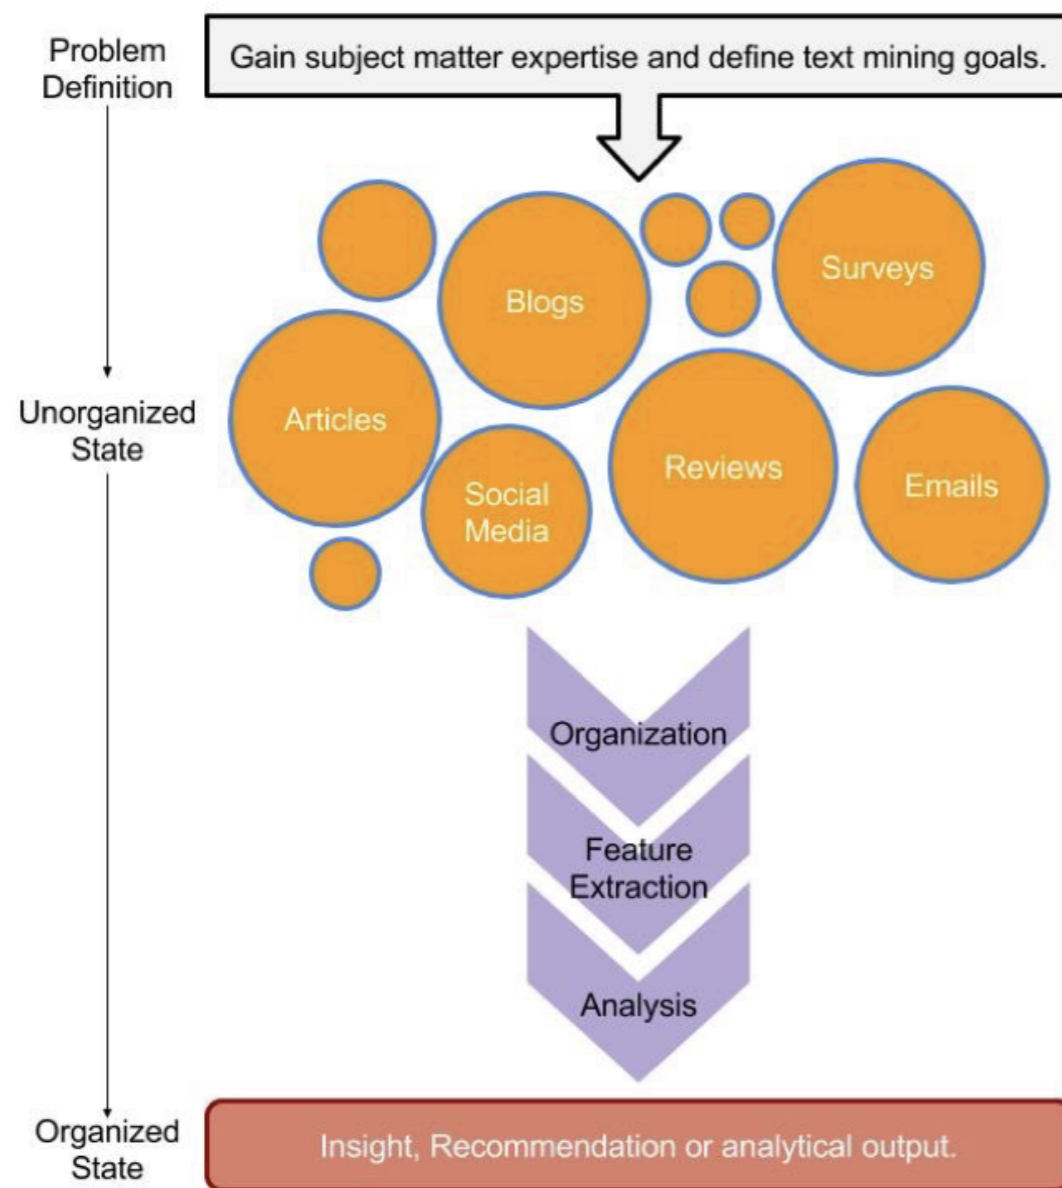 Problem
Definition
Gain subject matter expertise and define text mining goals.
Surveys
Blogs
Unorganized
State
Articles
Reviews
Social
Media
Emails
Organization
Feature
Extraction
Analysis
Organized
State
Insight, Recommendation or analytical output.